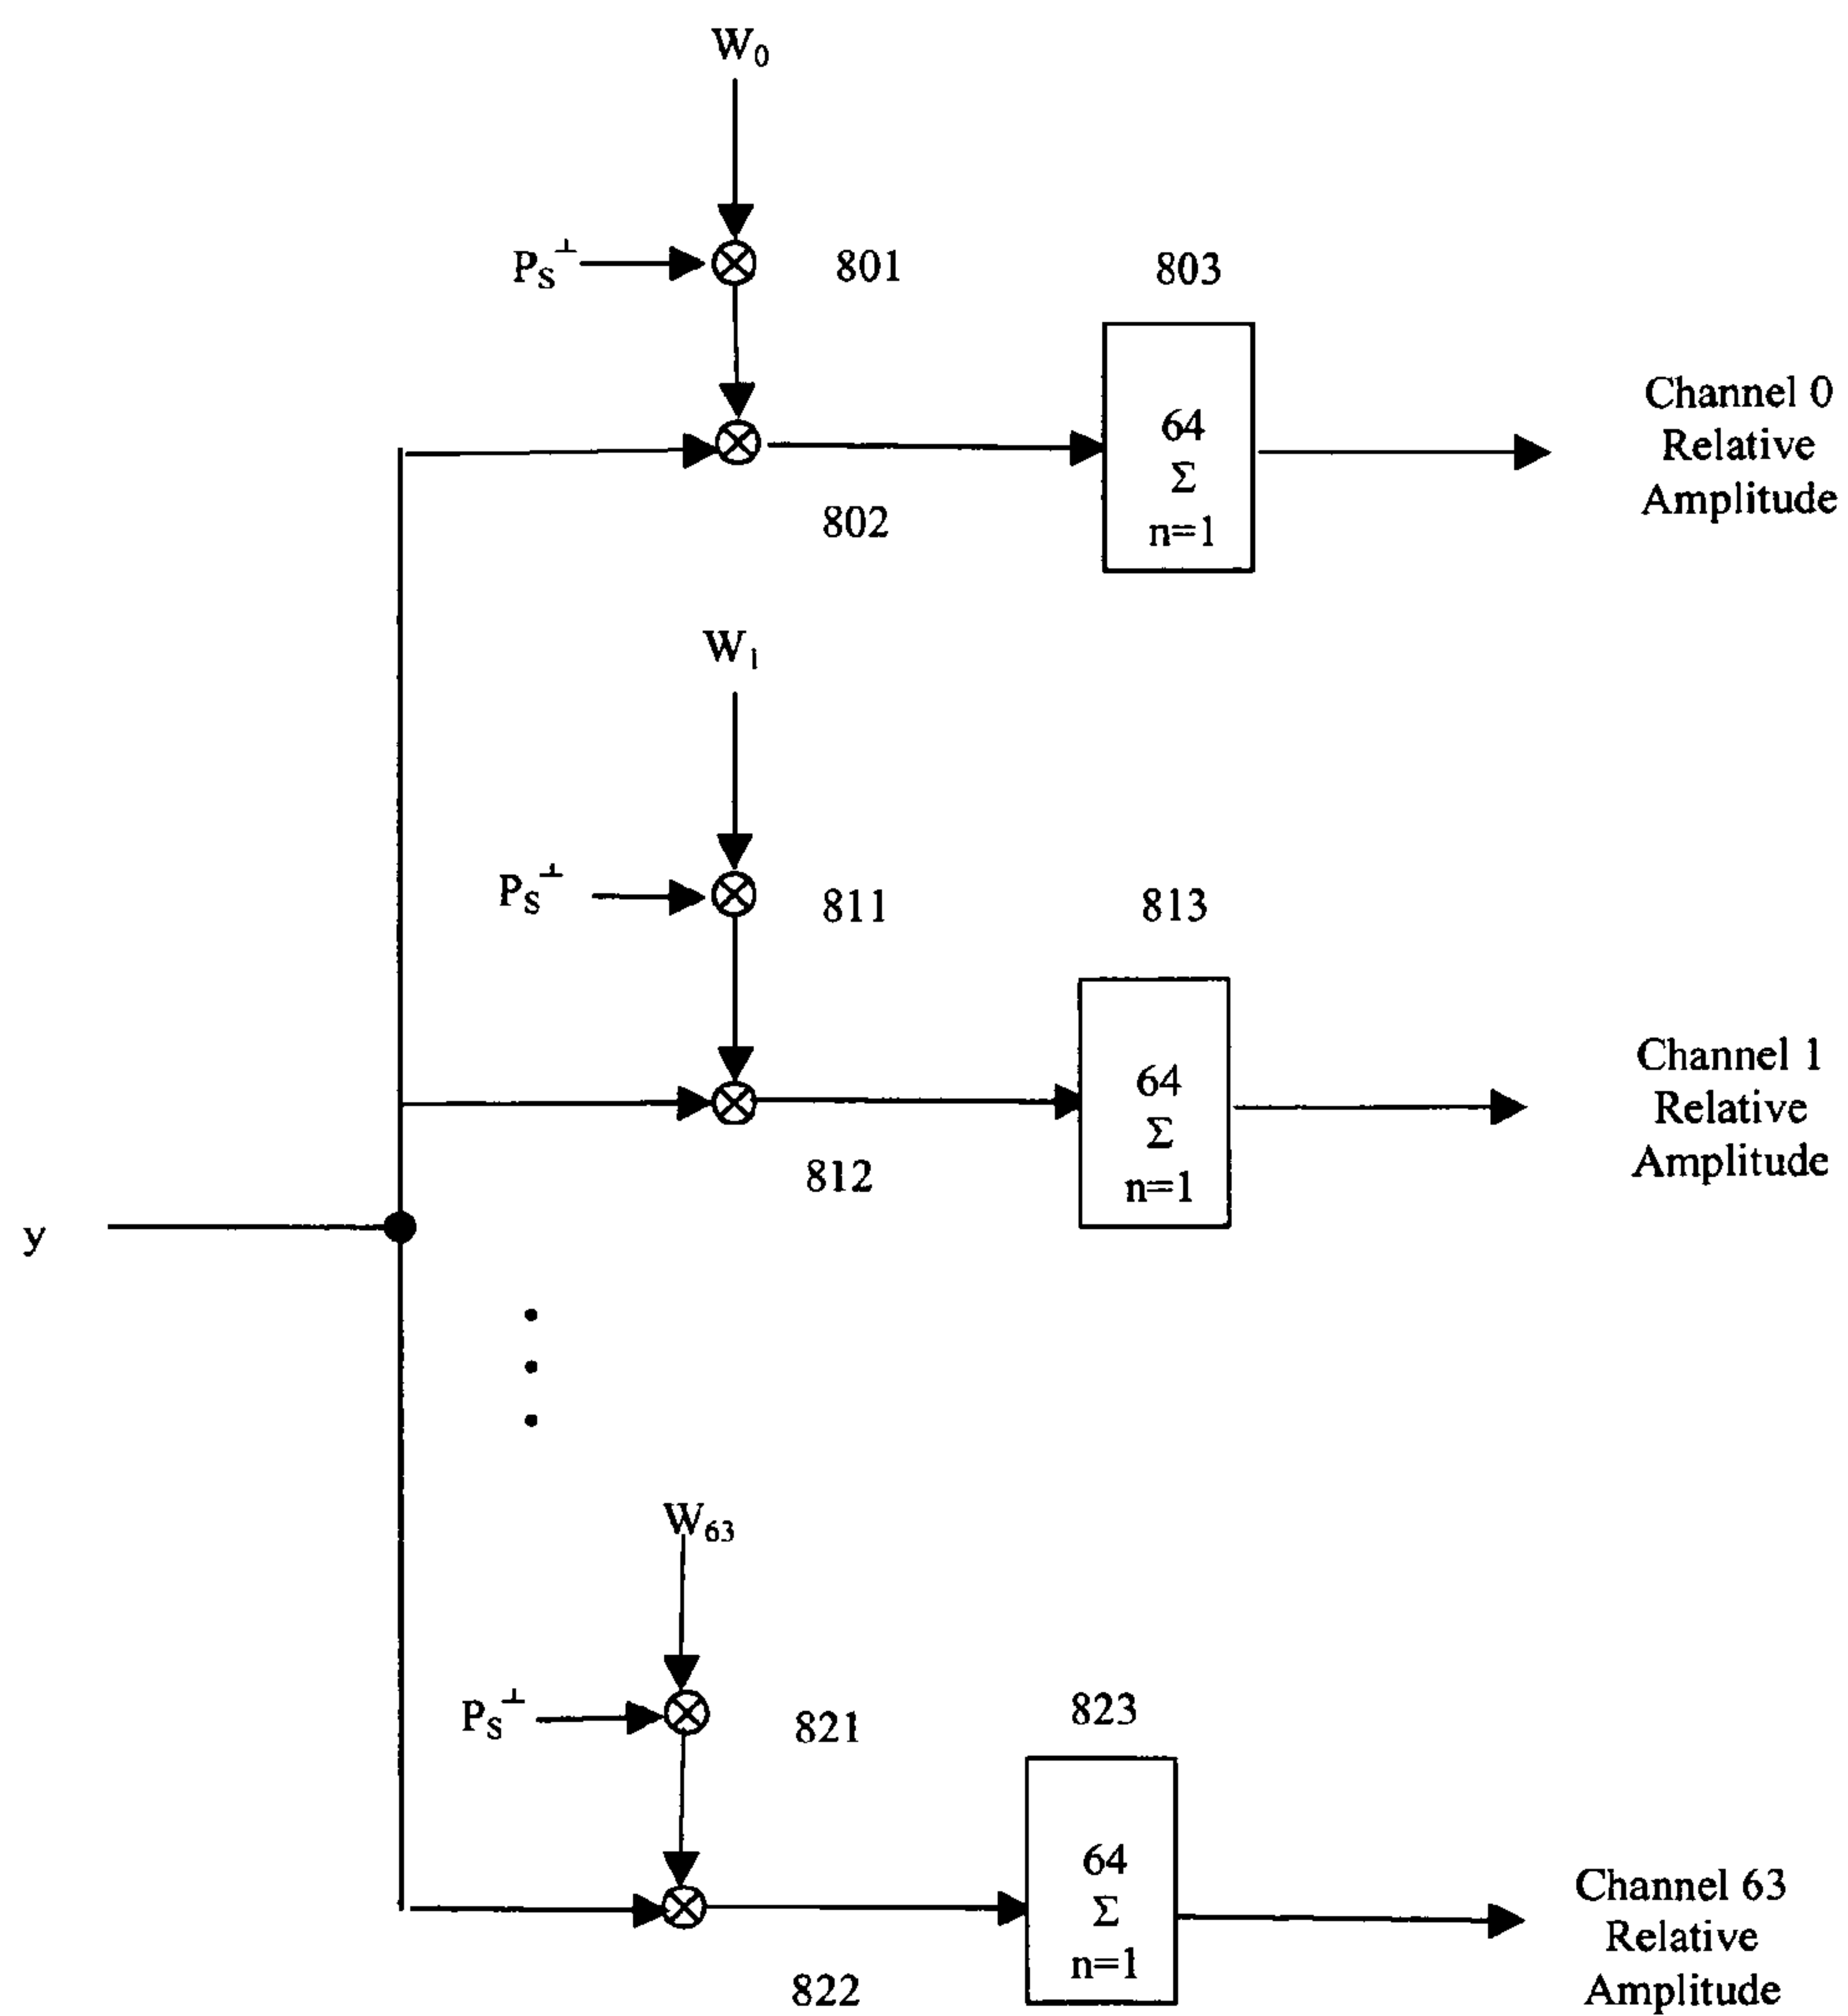 W₀
Pₛ⊥
801
803
64
Σ
n=1
802
Channel 0
Relative
Amplitude
W₁
Pₛ⊥
811
813
64
Σ
n=1
812
Channel 1
Relative
Amplitude
y
W₆₃
Pₛ⊥
821
823
64
Σ
n=1
822
Channel 63
Relative
Amplitude